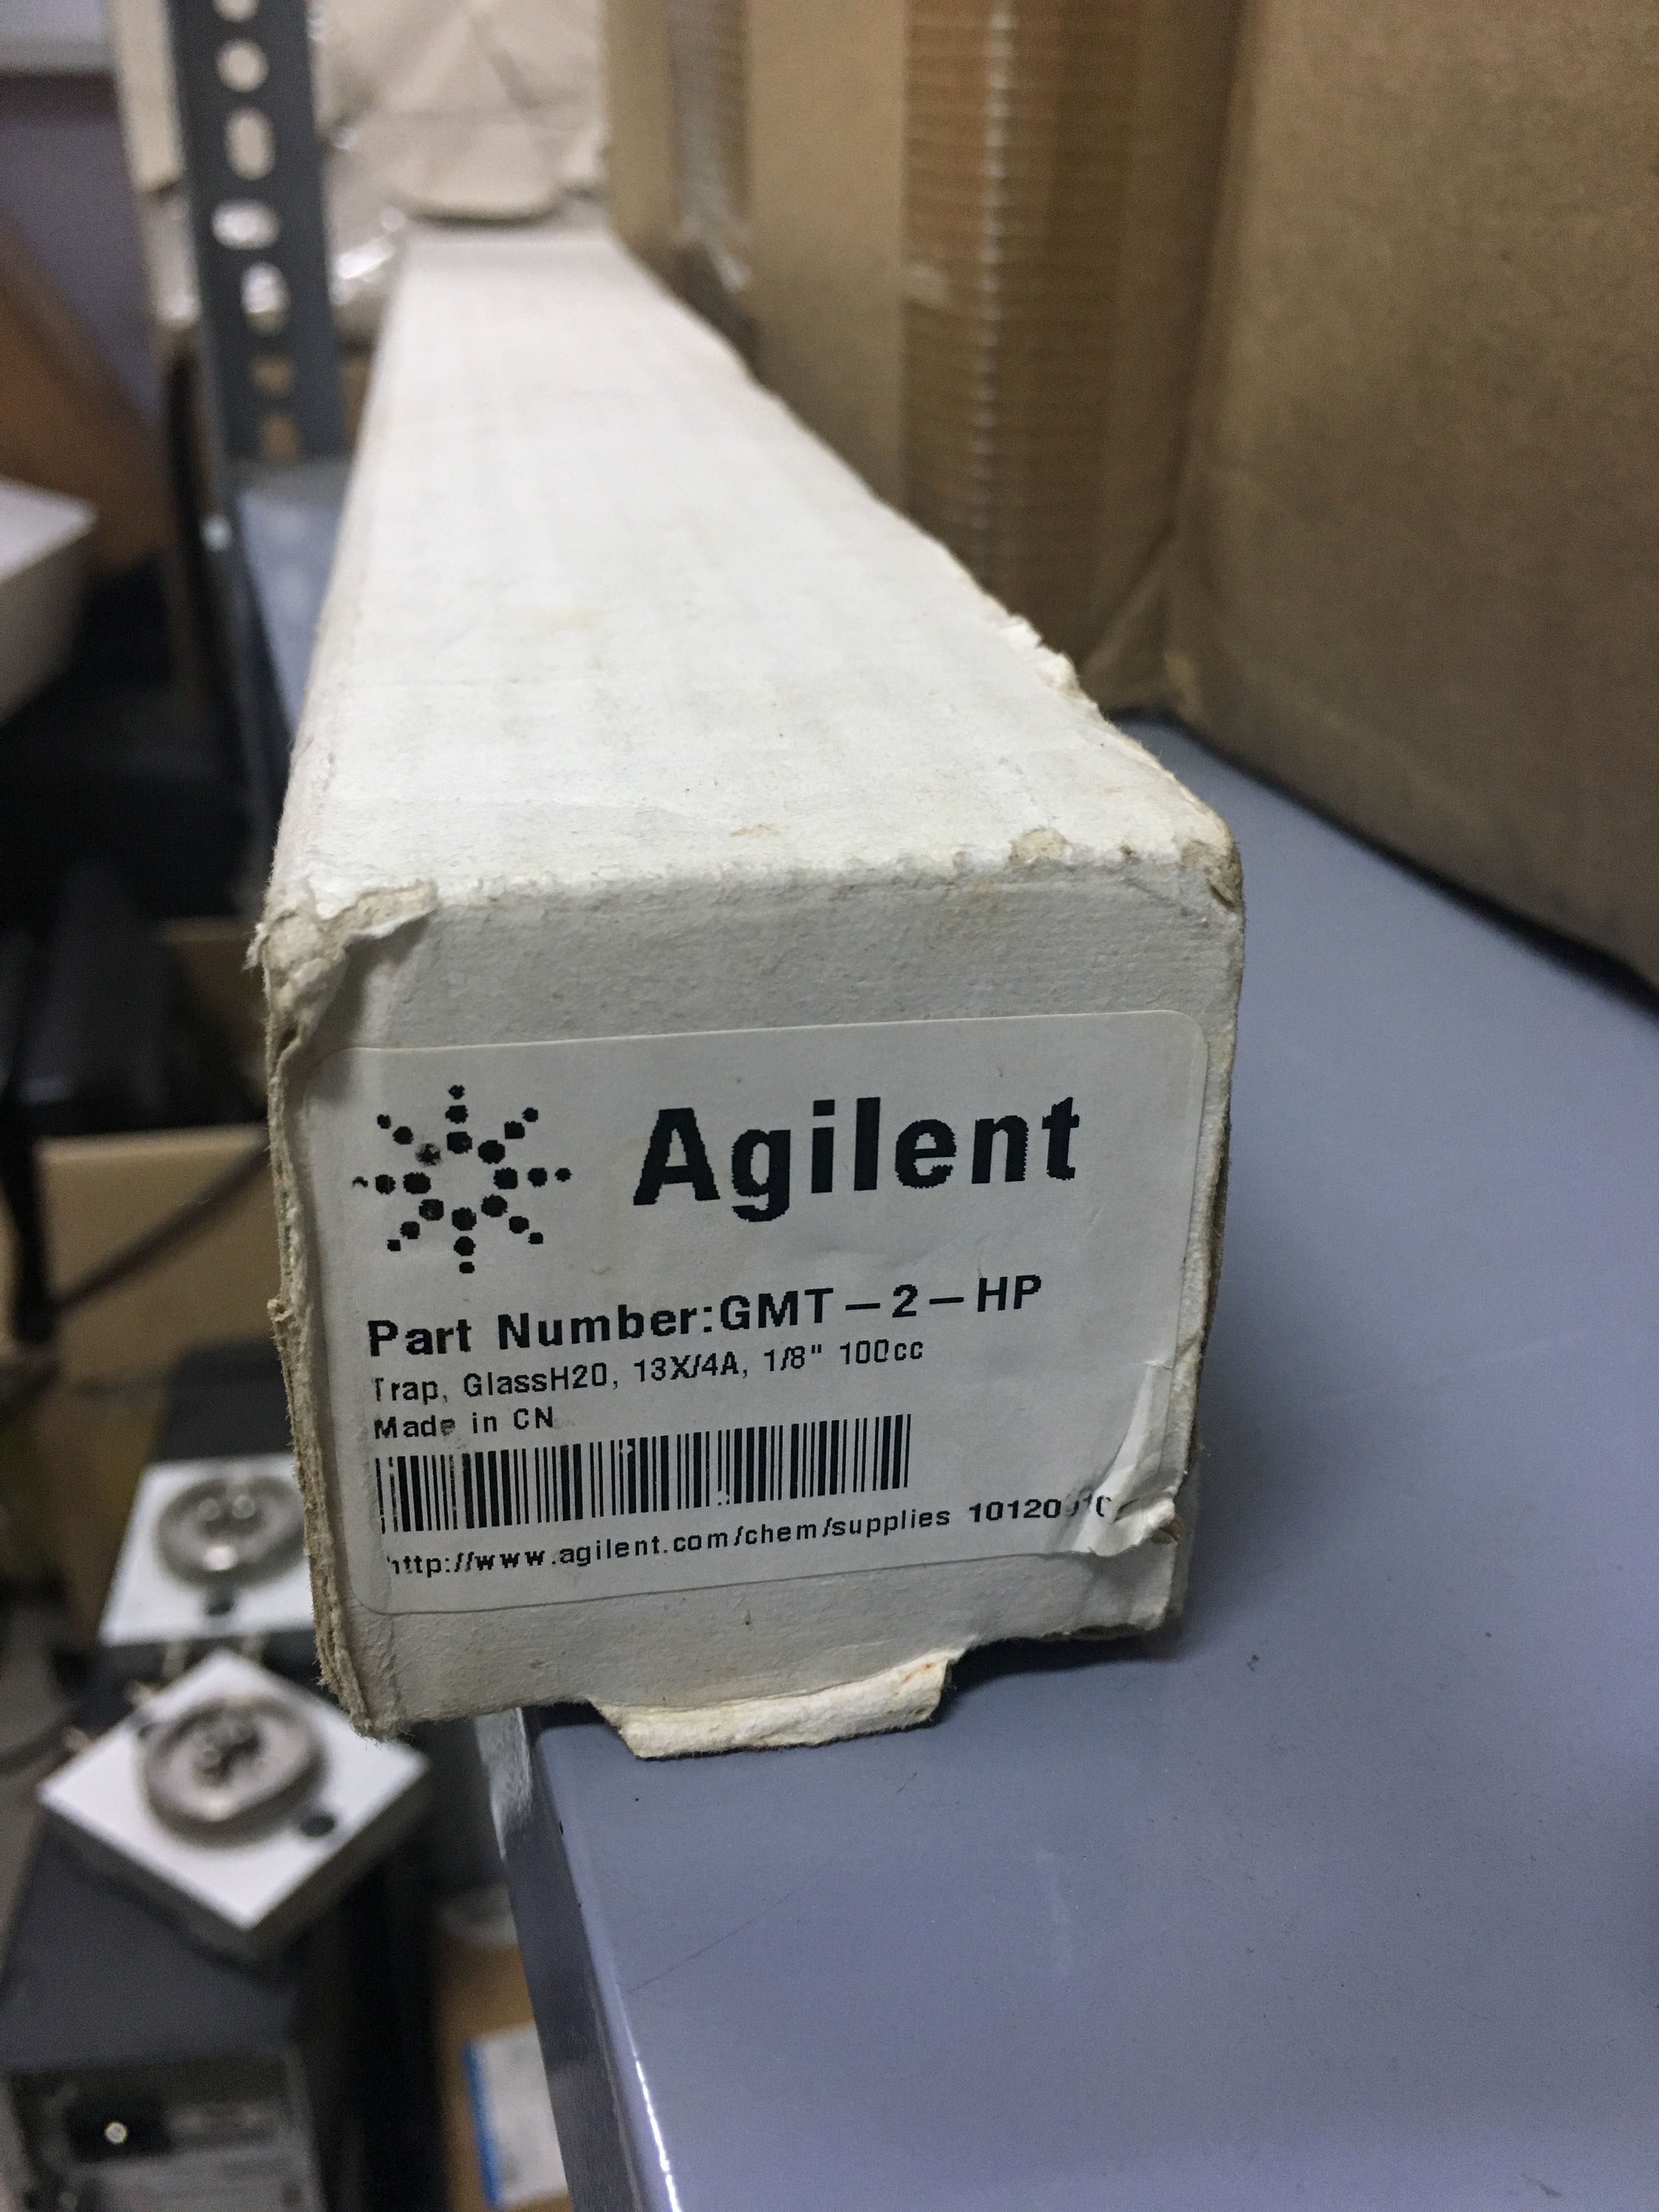 Agilent
Part Number:GMT-2-HP
Trap, GlassH20, 13X/4A, 1/8" 100cc
Made in CN
http://www.agilent.com/chem/supplies